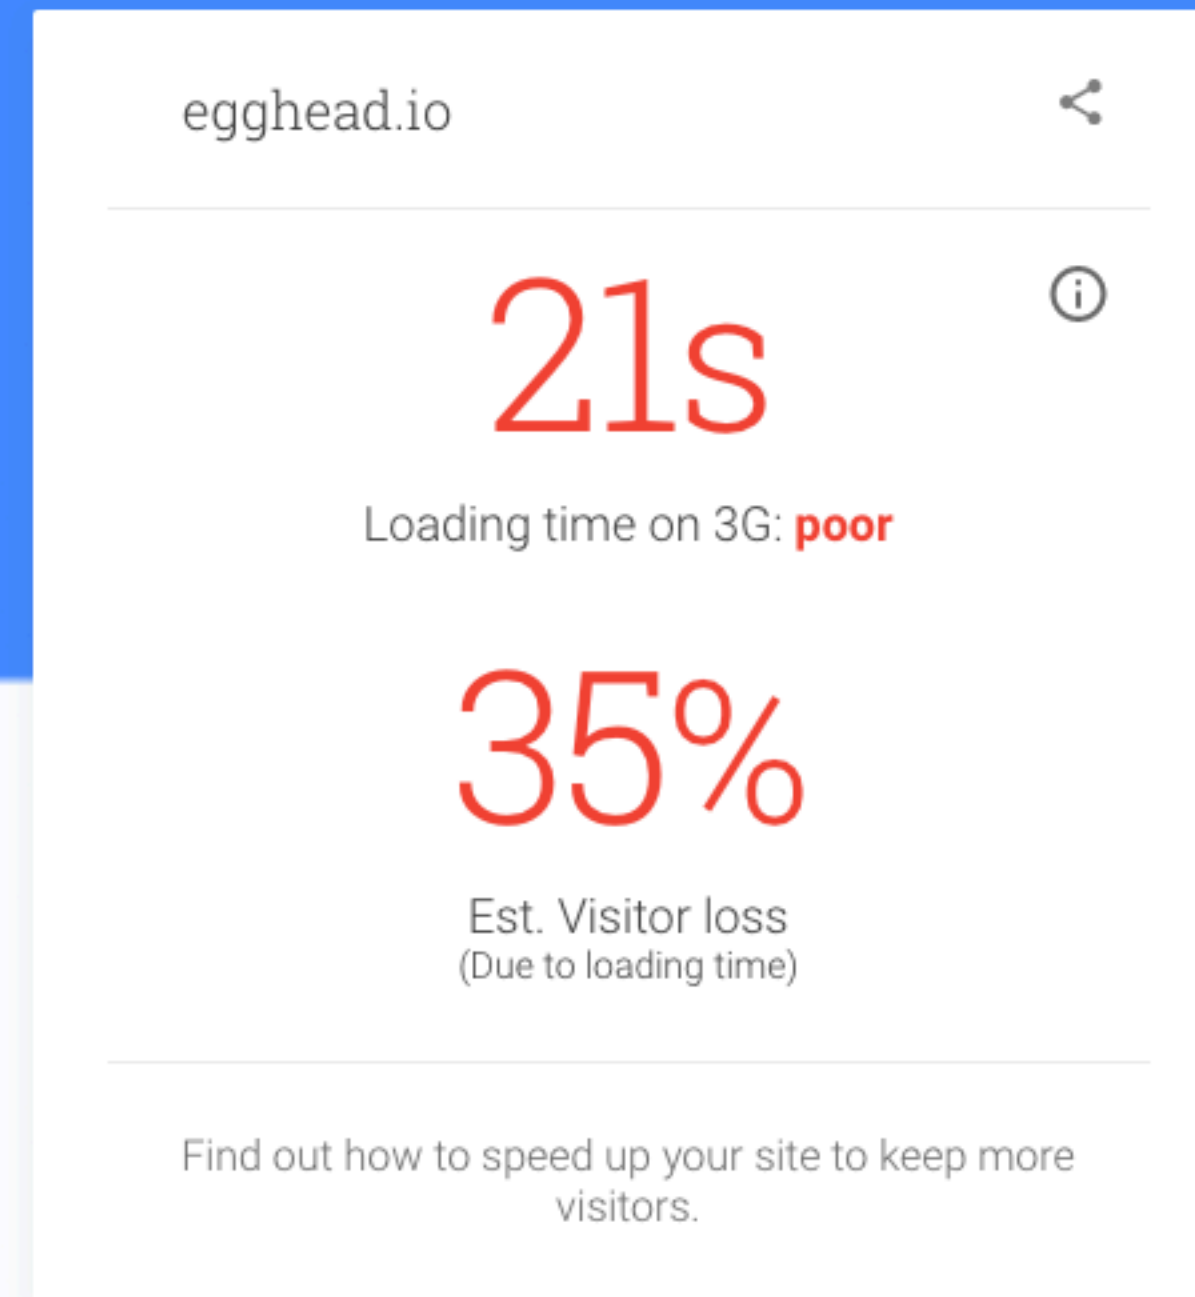 egghead.io
21s
Loading time on 3G: poor
35%
Est. Visitor loss
(Due to loading time)
Find out how to speed up your site to keep more
visitors.